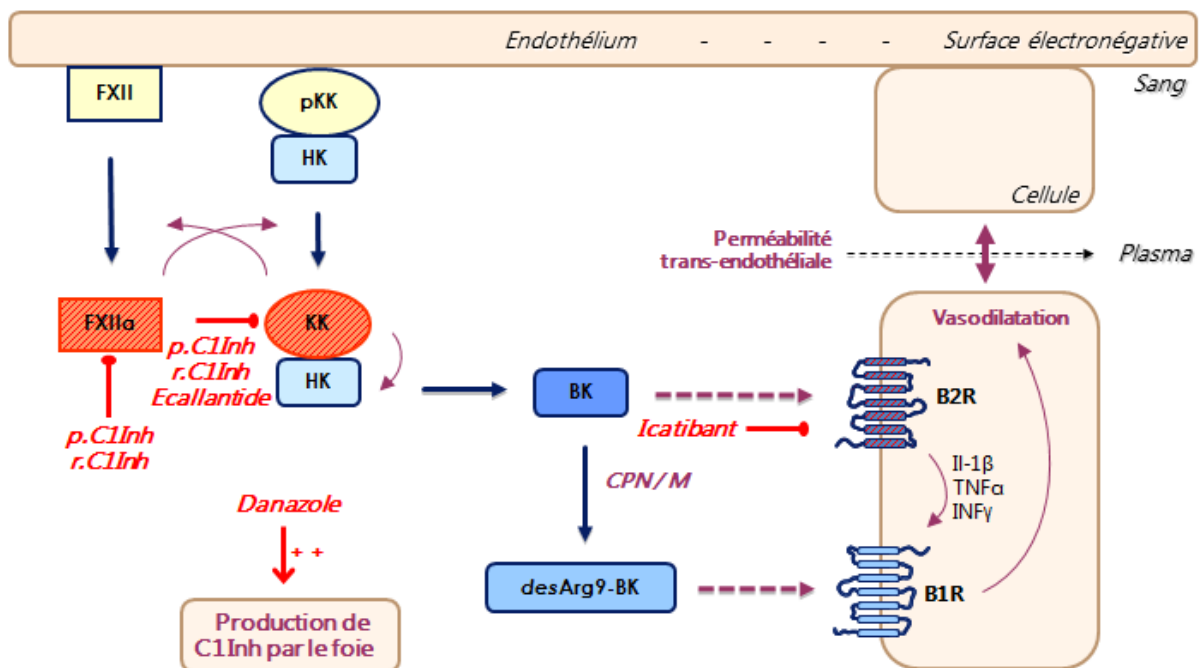 Endothélium - - - - Surface électronégative
Sang
FXII
pKK
HK
Cellule
Perméabilité
trans-endothéliale
Plasma
FXIIa
KK
HK
p.C1Inh
r.C1Inh
Ecallantide
p.C1Inh
r.C1Inh
BK
Icatibant
CPN/ M
desArg9-BK
Vasodilatation
B2R
Il-1β
TNFα
INFγ
B1R
Danazole
+ +
Production de
C1Inh par le foie